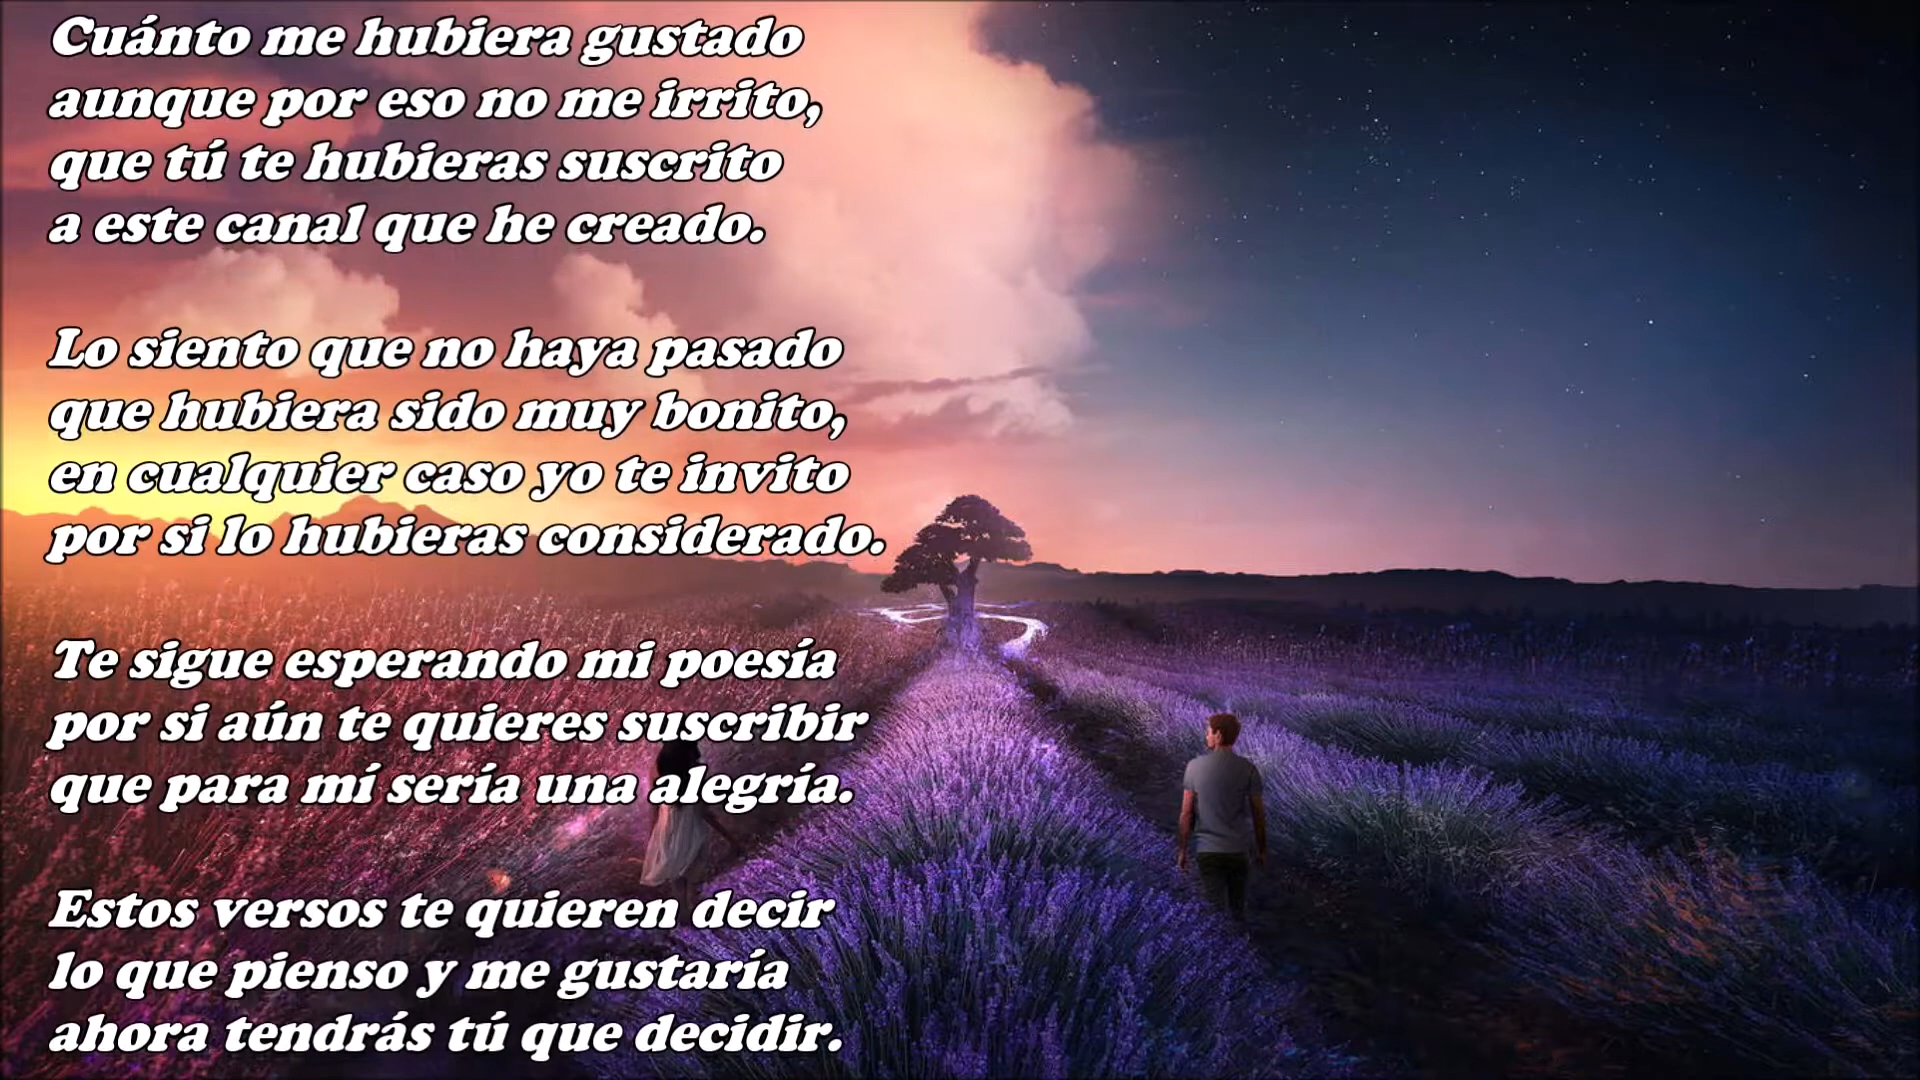 Cuánto me hubiera gustado
aunque por eso no me irrito,
que tú te hubieras suscrito
a este canal que he creado.
Lo siento que no haya pasado
que hubiera sido muy bonito,
en cualquier caso yo te invito
por si lo hubieras considerado.
Te sigue esperando mi poesía
por si aún te quieres suscribir
que para mí sería una alegría.
Estos versos te quieren decir
lo que pienso y me gustaría
ahora tendrás tú que decidir.